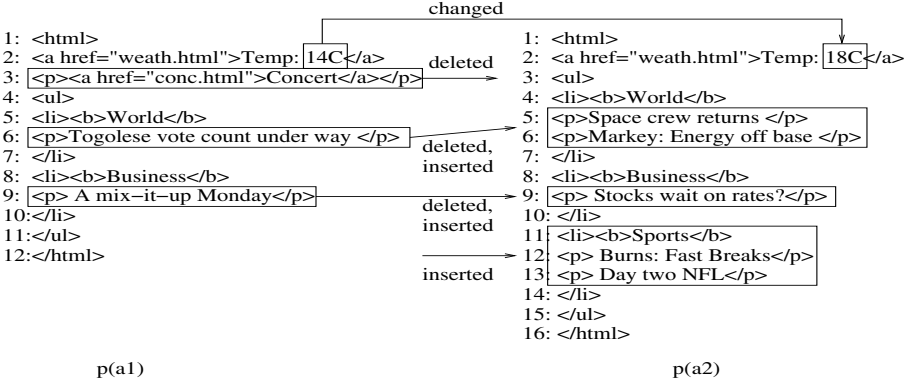 changed
1: <html>
2: <a href="weath.html">Temp: 14C</a>
3: <p><a href="conc.html">Concert</a></p>
4: <ul>
5: <li><b>World</b>
6: <p>Togolese vote count under way </p>
7: </li>
8: <li><b>Business</b>
9: <p> A mix−it−up Monday</p>
10:</li>
11:</ul>
12:</html>
p(a1)
deleted
deleted,
inserted
deleted,
inserted
inserted
1: <html>
2: <a href="weath.html">Temp: 18C</a>
3: <ul>
4: <li><b>World</b>
5: <p>Space crew returns </p>
6: <p>Markey: Energy off base </p>
7: </li>
8: <li><b>Business</b>
9: <p> Stocks wait on rates?</p>
10: </li>
11: <li><b>Sports</b>
12: <p> Burns: Fast Breaks</p>
13: <p> Day two NFL</p>
14: </li>
15: </ul>
16: </html>
p(a2)